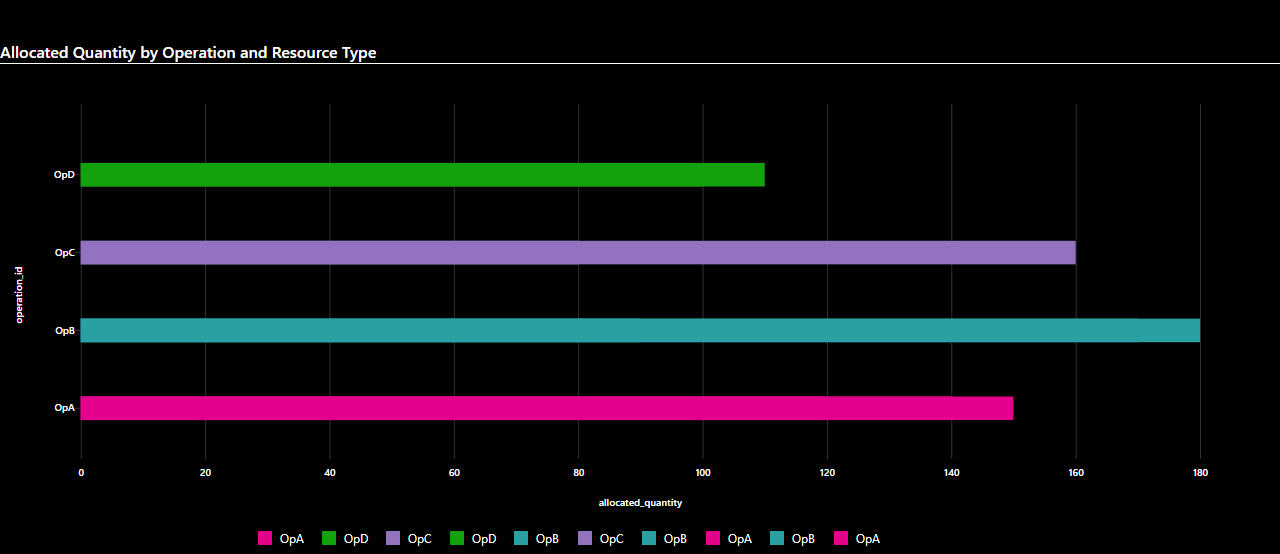 Allocated Quantity by Operation and Resource Type
OpD
OpC
OpB
OpA
operation_id
0 20 40 60 80 100 120 140 160 180
allocated_quantity
OpA OpD OpC OpD OpB OpC OpB OpA OpB OpA